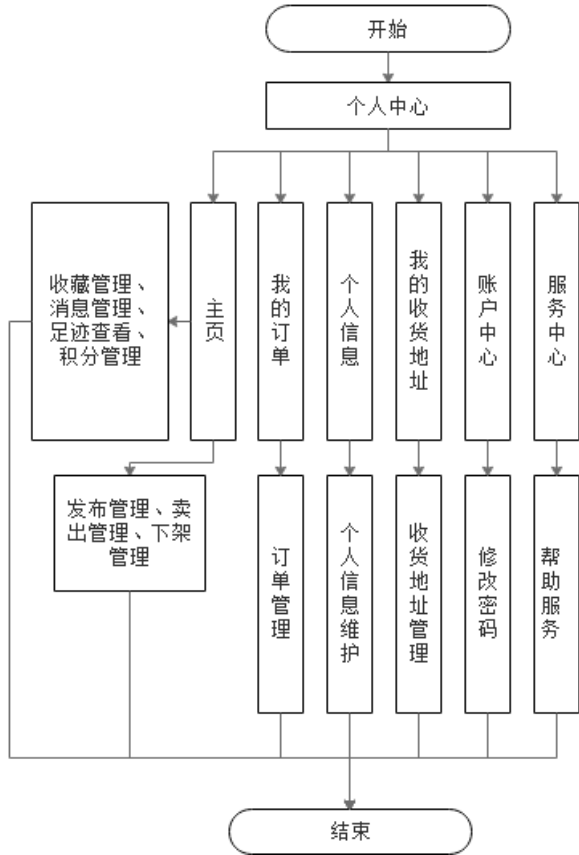 开始
个人中心
收藏管理、
消息管理、
足迹查看、
积分管理
主页
我的订单
个人信息
我的收货地址
账户中心
服务中心
发布管理、卖
出管理、下架
管理
订单管理
个人信息维护
收货地址管理
修改密码
帮助服务
结束